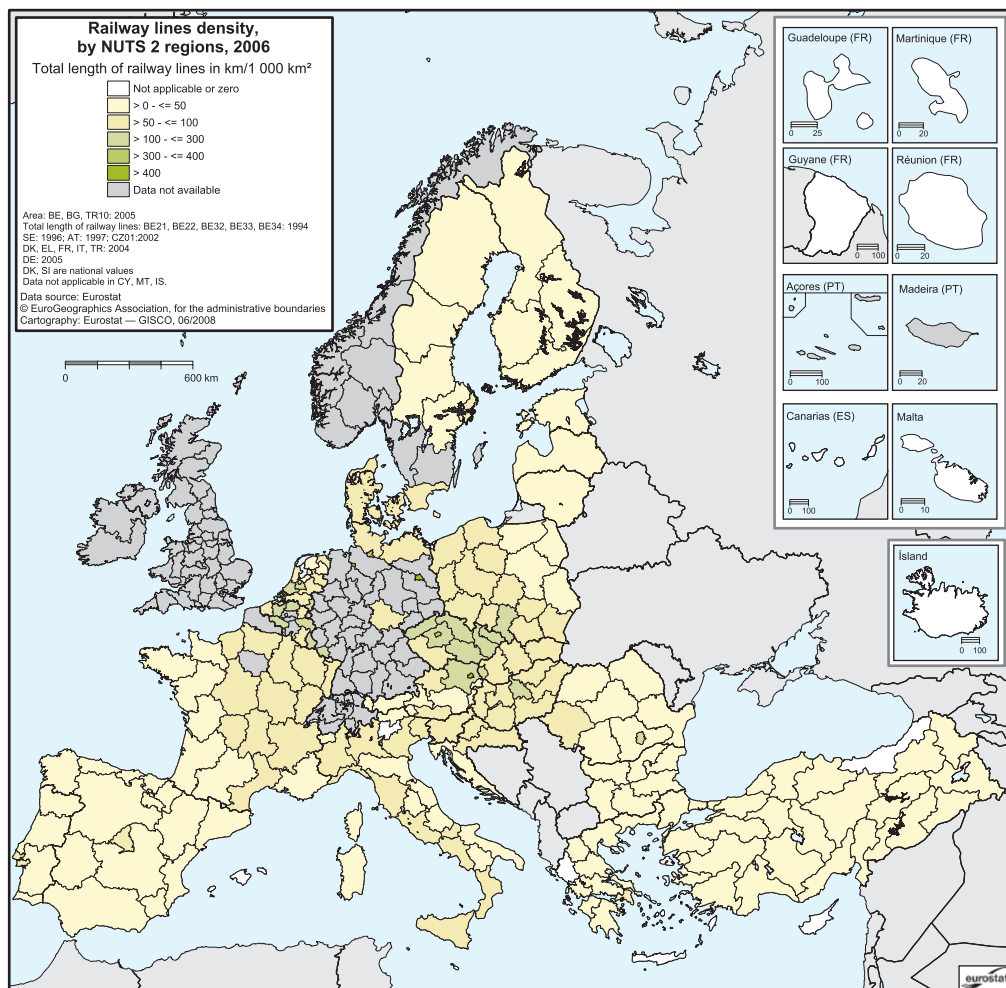 Railway lines density,
by NUTS 2 regions, 2006
Total length of railway lines in km/1 000 km²
Not applicable or zero
> 0 - <= 50
> 50 - <= 100
> 100 - <= 300
> 300 - <= 400
> 400
Data not available
Area: BE, BG, TR10: 2005
Total length of railway lines: BE21, BE22, BE32, BE33, BE34: 1994
SE: 1996; AT: 1997; CZ01:2002
DK, EL, FR, IT, TR: 2004
DE: 2005
DK, SI are national values
Data not applicable in CY, MT, IS.
Data source: Eurostat
© EuroGeographics Association, for the administrative boundaries
Cartography: Eurostat — GISCO, 06/2008
0 600 km
Guadeloupe (FR)
0 25
Martinique (FR)
0 20
Guyane (FR)
0 100
Réunion (FR)
0 20
Açores (PT)
0 100
Madeira (PT)
0 20
Canarias (ES)
0 100
Malta
0 10
Ísland
0 100
eurostat